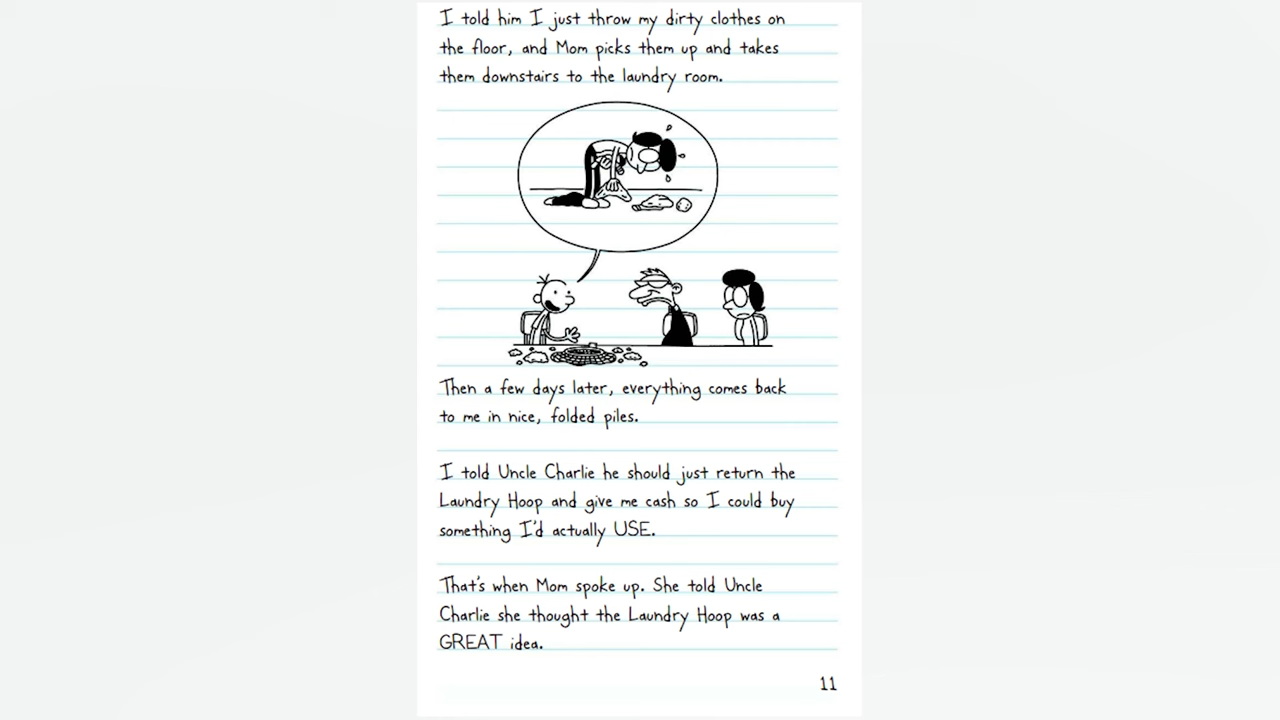 I told him I just throw my dirty clothes on
the floor, and Mom picks them up and takes
them downstairs to the laundry room.
Then a few days later, everything comes back
to me in nice, folded piles.
I told Uncle Charlie he should just return the
Laundry Hoop and give me cash so I could buy
something I'd actually USE.
That's when Mom spoke up. She told Uncle
Charlie she thought the Laundry Hoop was a
GREAT idea.
11